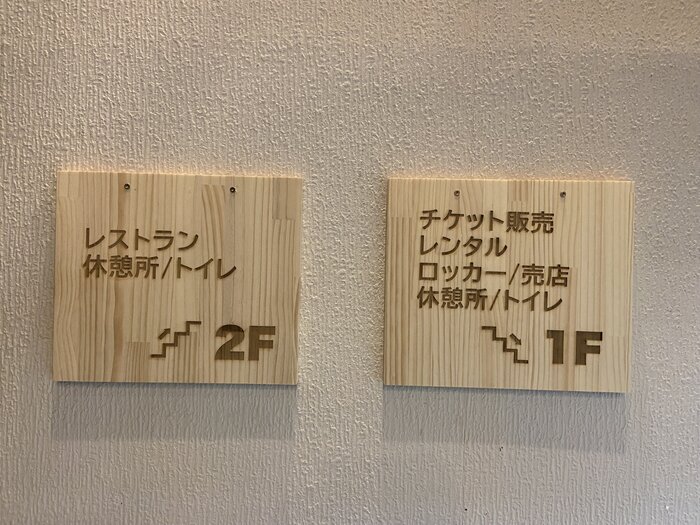 レストラン
休憩所/トイレ
2F
チケット販売
レンタル
ロッカー/売店
休憩所/トイレ
1F